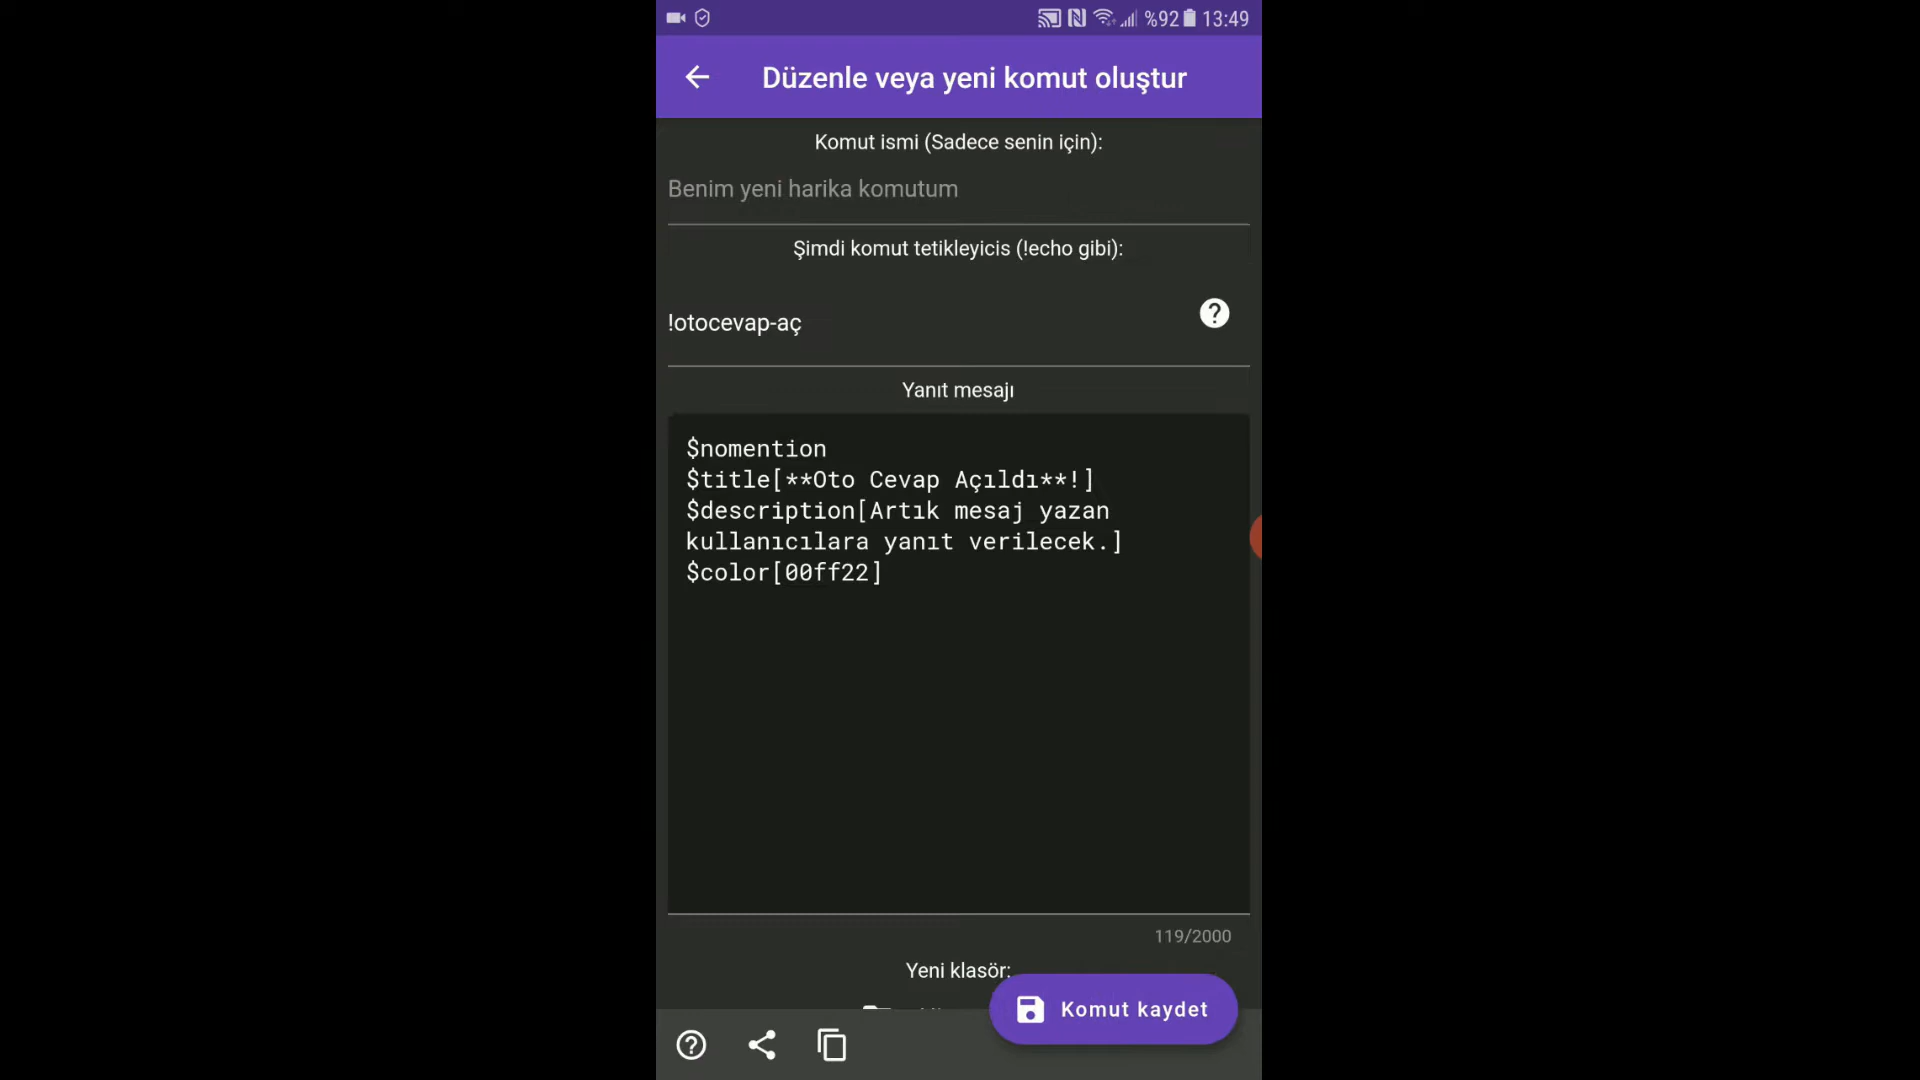 %92 13:49
Düzenle veya yeni komut oluştur
Komut ismi (Sadece senin için):
Benim yeni harika komutum
Şimdi komut tetikleyicis (!echo gibi):
!otocevap-aç
Yanıt mesajı
$nomention
$title[**Oto Cevap Açıldı**!]
$description[Artık mesaj yazan
kullanıcılara yanıt verilecek.]
$color[00ff22]
119/2000
Yeni klasör:
Komut kaydet